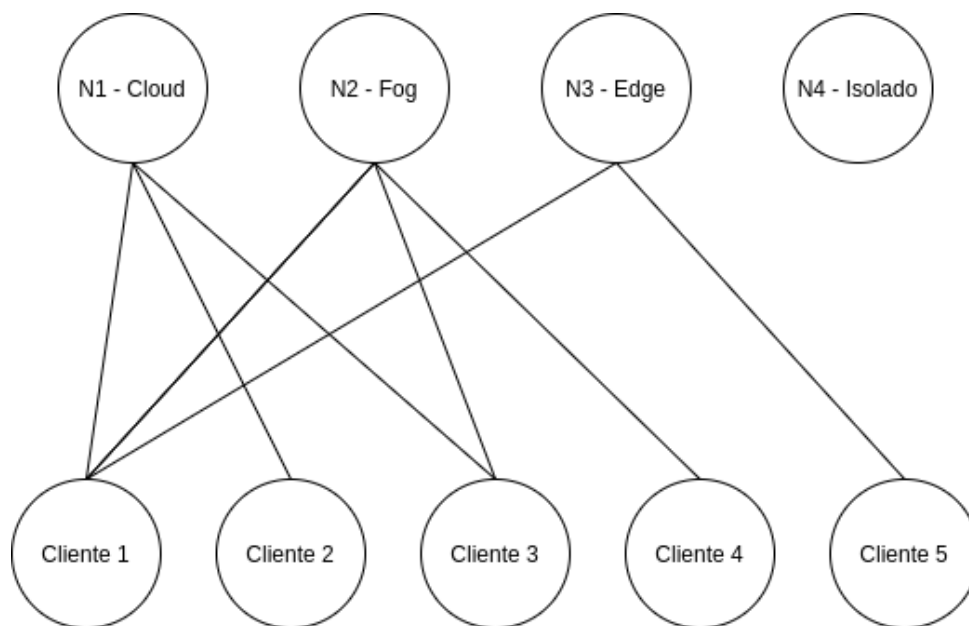 N1 - Cloud
N2 - Fog
N3 - Edge
N4 - Isolado
Cliente 1
Cliente 2
Cliente 3
Cliente 4
Cliente 5